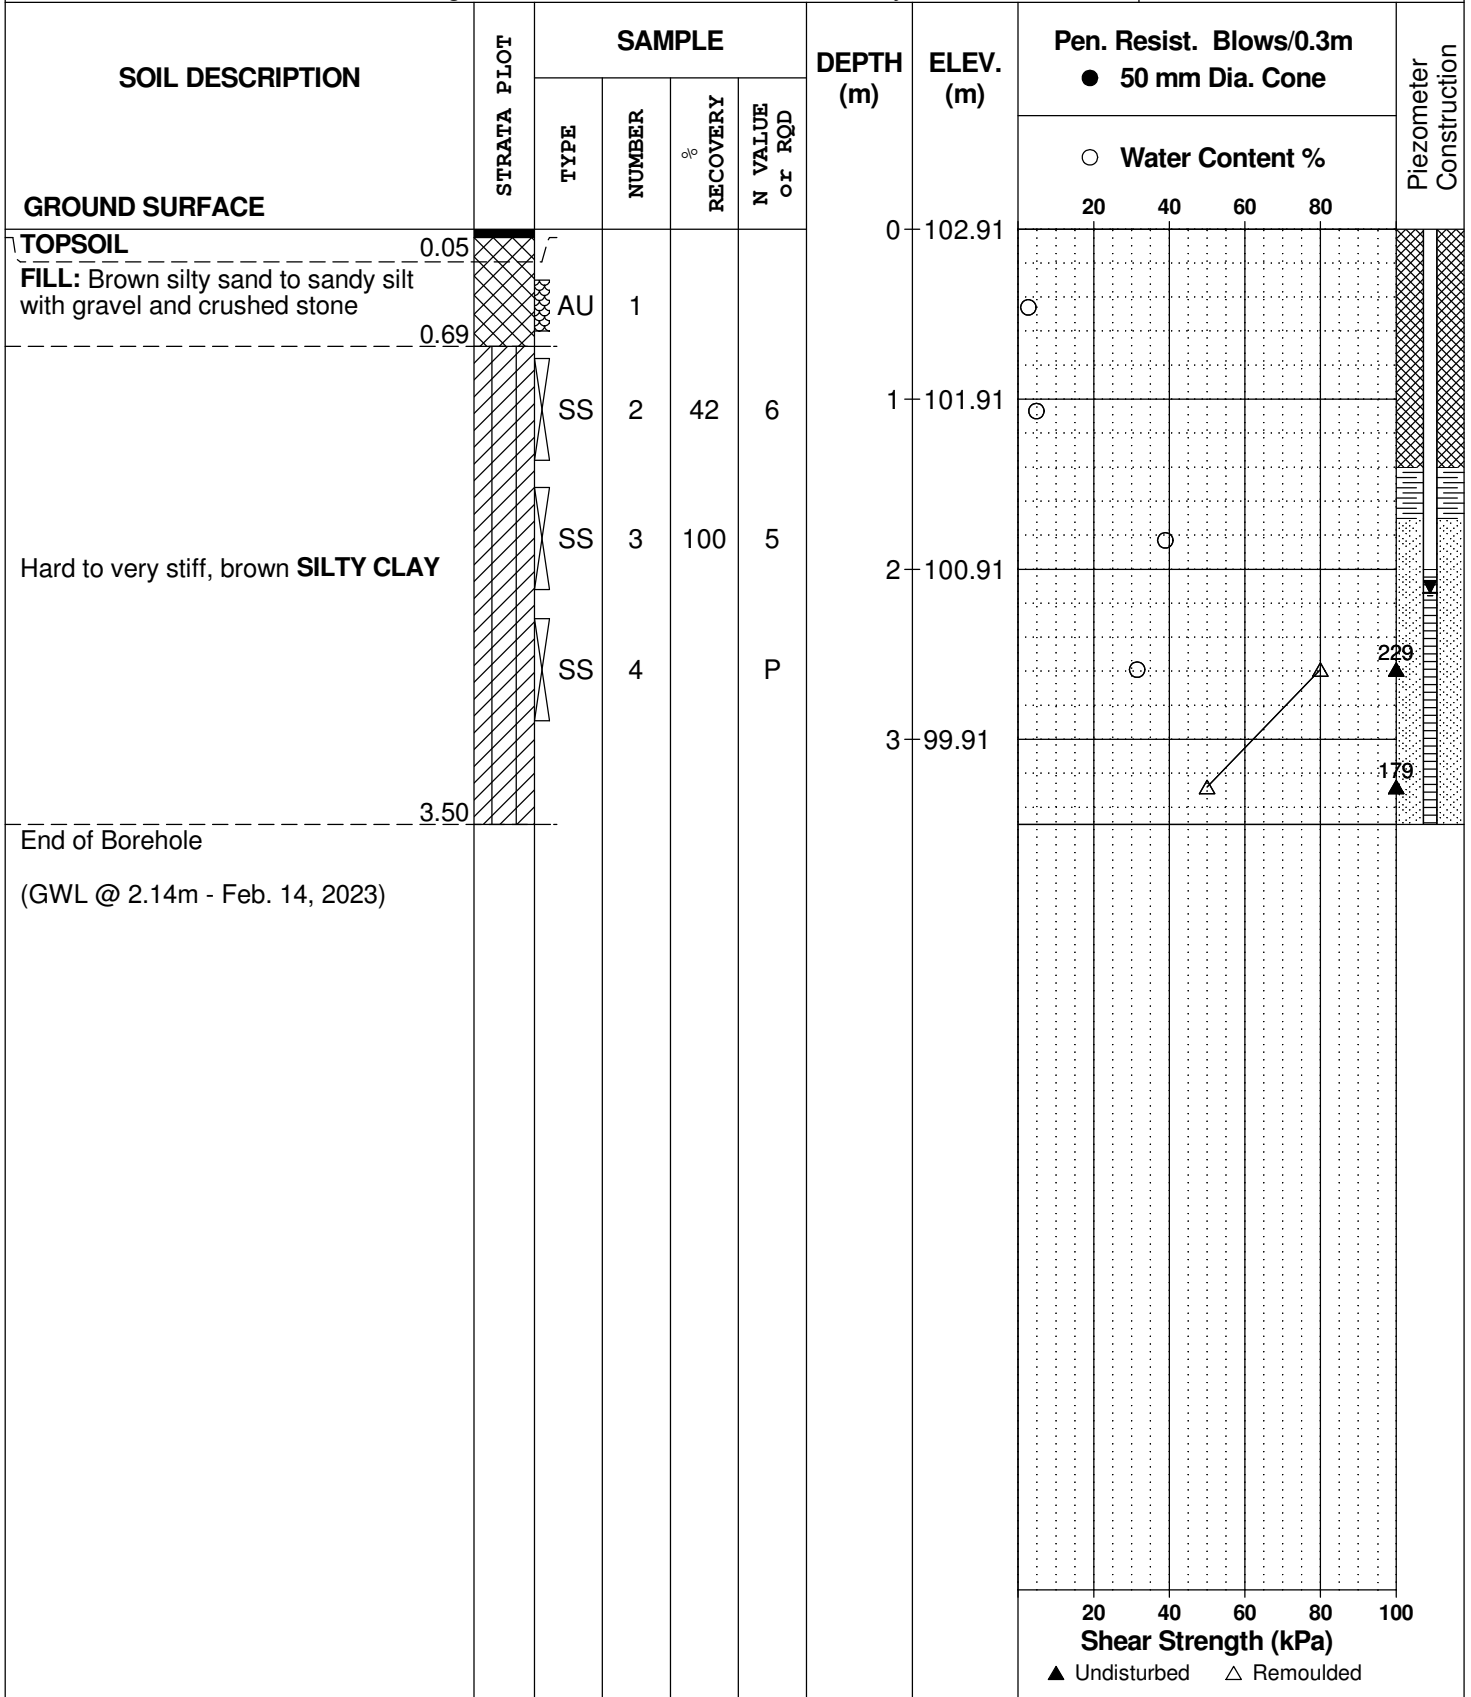 SOIL DESCRIPTION
GROUND SURFACE
STRATA PLOT
SAMPLE
TYPE
NUMBER
% RECOVERY
N VALUE or RQD
DEPTH (m)
ELEV. (m)
Pen. Resist. Blows/0.3m
● 50 mm Dia. Cone
○ Water Content %
20 40 60 80
Piezometer Construction
0 102.91
TOPSOIL 0.05
FILL: Brown silty sand to sandy silt
with gravel and crushed stone
0.69
AU 1
SS 2 42 6
1 101.91
SS 3 100 5
Hard to very stiff, brown SILTY CLAY
2 100.91
SS 4 P
229
3 99.91
179
3.50
End of Borehole
(GWL @ 2.14m - Feb. 14, 2023)
20 40 60 80 100
Shear Strength (kPa)
▲ Undisturbed △ Remoulded